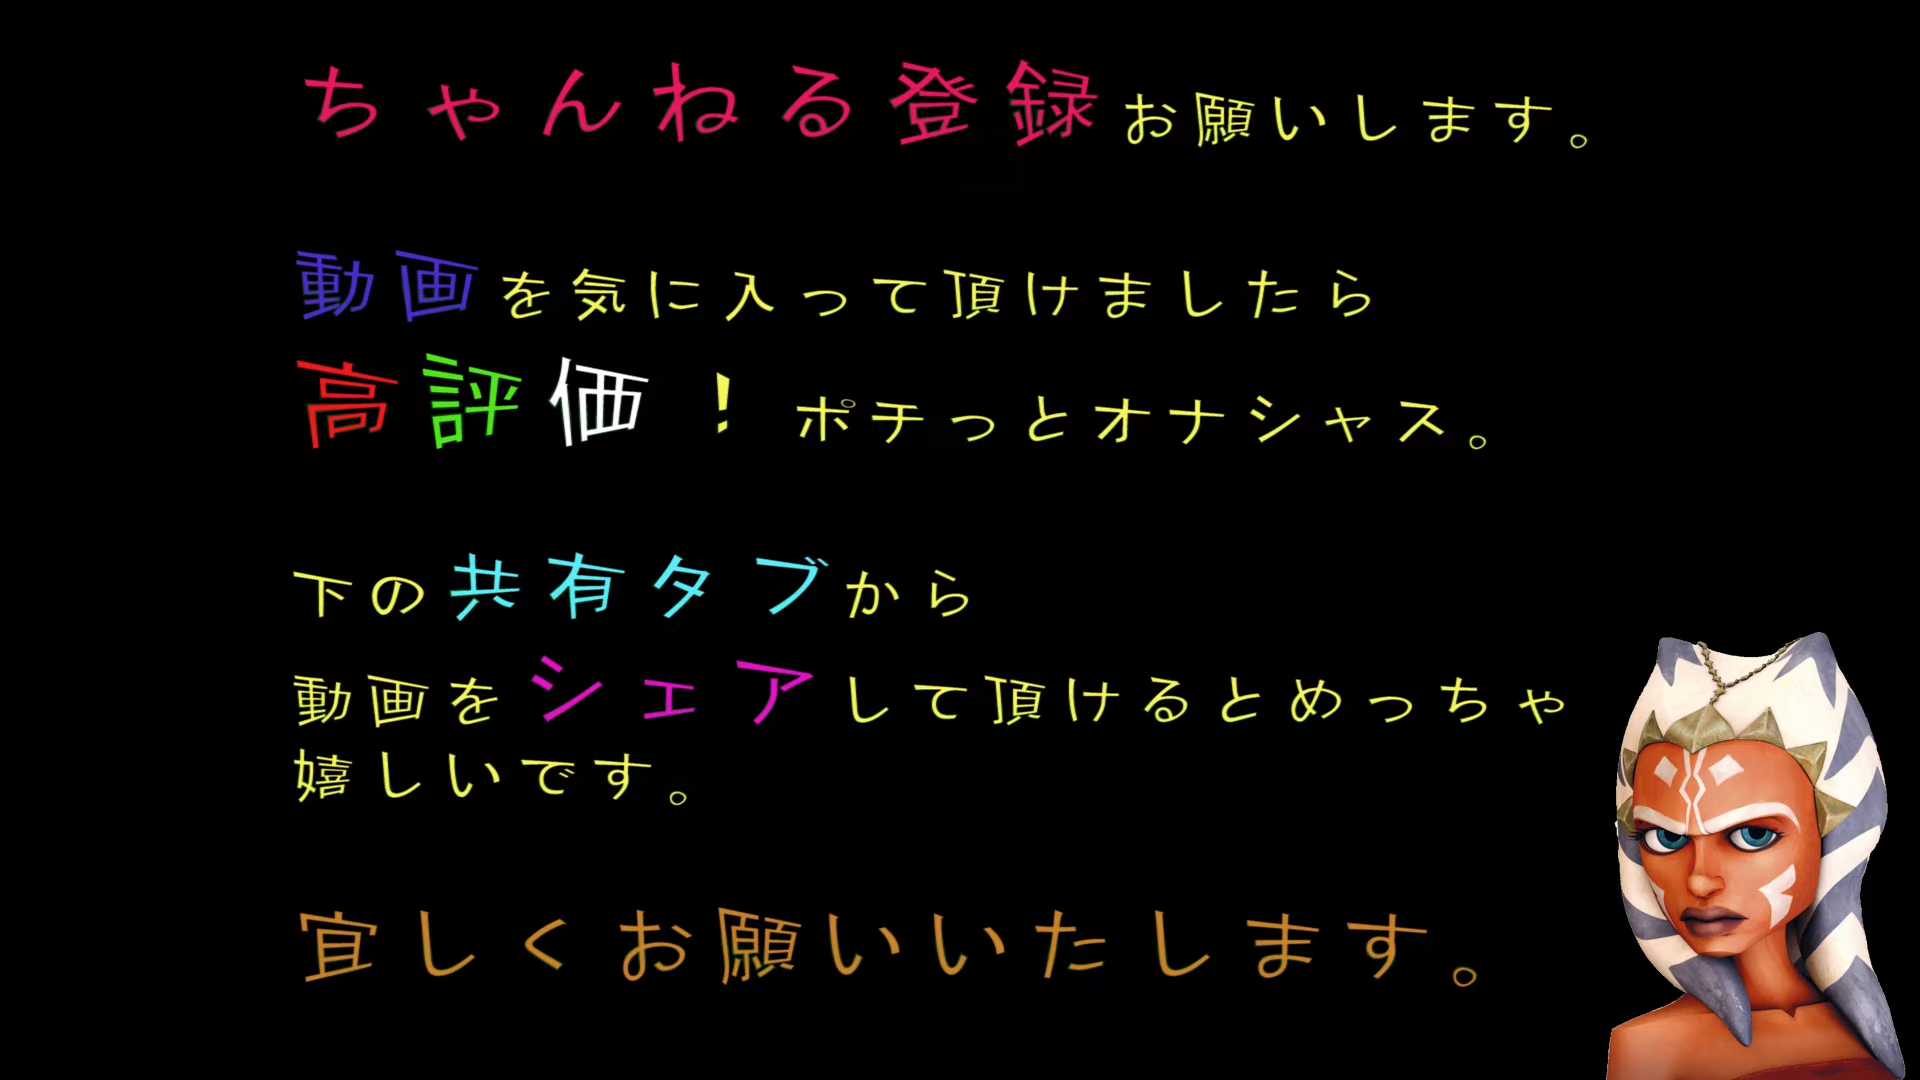 ちゃんねる登録お願いします。
動画を気に入って頂けましたら
高評価！ポチっとオナシャス。
下の共有タブから
動画をシェアして頂けるとめっちゃ
嬉しいです。
宜しくお願いいたします。